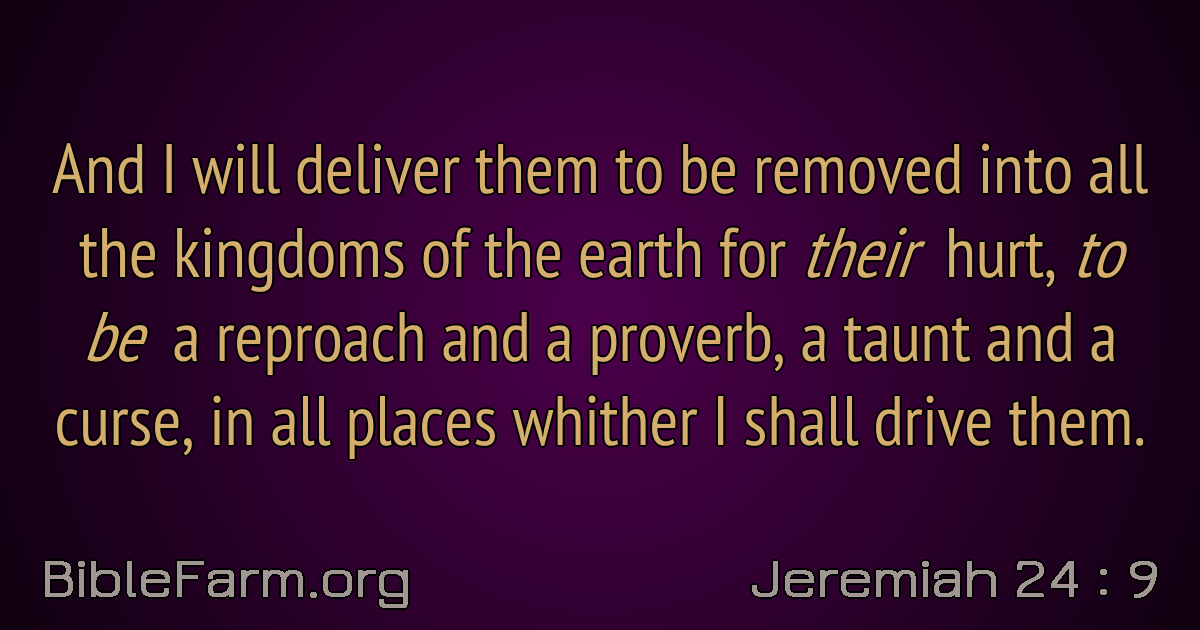 And I will deliver them to be removed into all
the kingdoms of the earth for their hurt, to
be a reproach and a proverb, a taunt and a
curse, in all places whither I shall drive them.
BibleFarm.org
Jeremiah 24 : 9